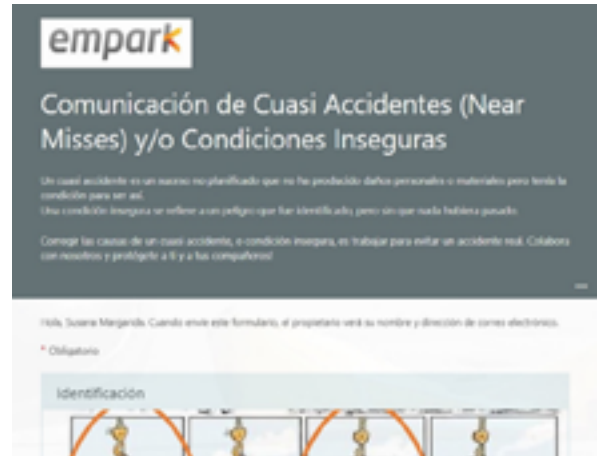 empark
Comunicación de Cuasi Accidentes (Near
Misses) y/o Condiciones Inseguras
Un cuasi accidente es un suceso no planificado que no ha producido daños personales o materiales pero tenía la
condición para ser así.
Una condición insegura se refiere a un peligro que fue identificado, pero sin que nada hubiera pasado.
Corregir las causas de un cuasi accidente, o condición insegura, es trabajar para evitar un accidente real. Colabora
con nosotros y protégete a ti y a tus compañeros!
Hola, Susana Margarida. Cuando envíe este formulario, el propietario verá su nombre y dirección de correo electrónico.
* Obligatorio
Identificación